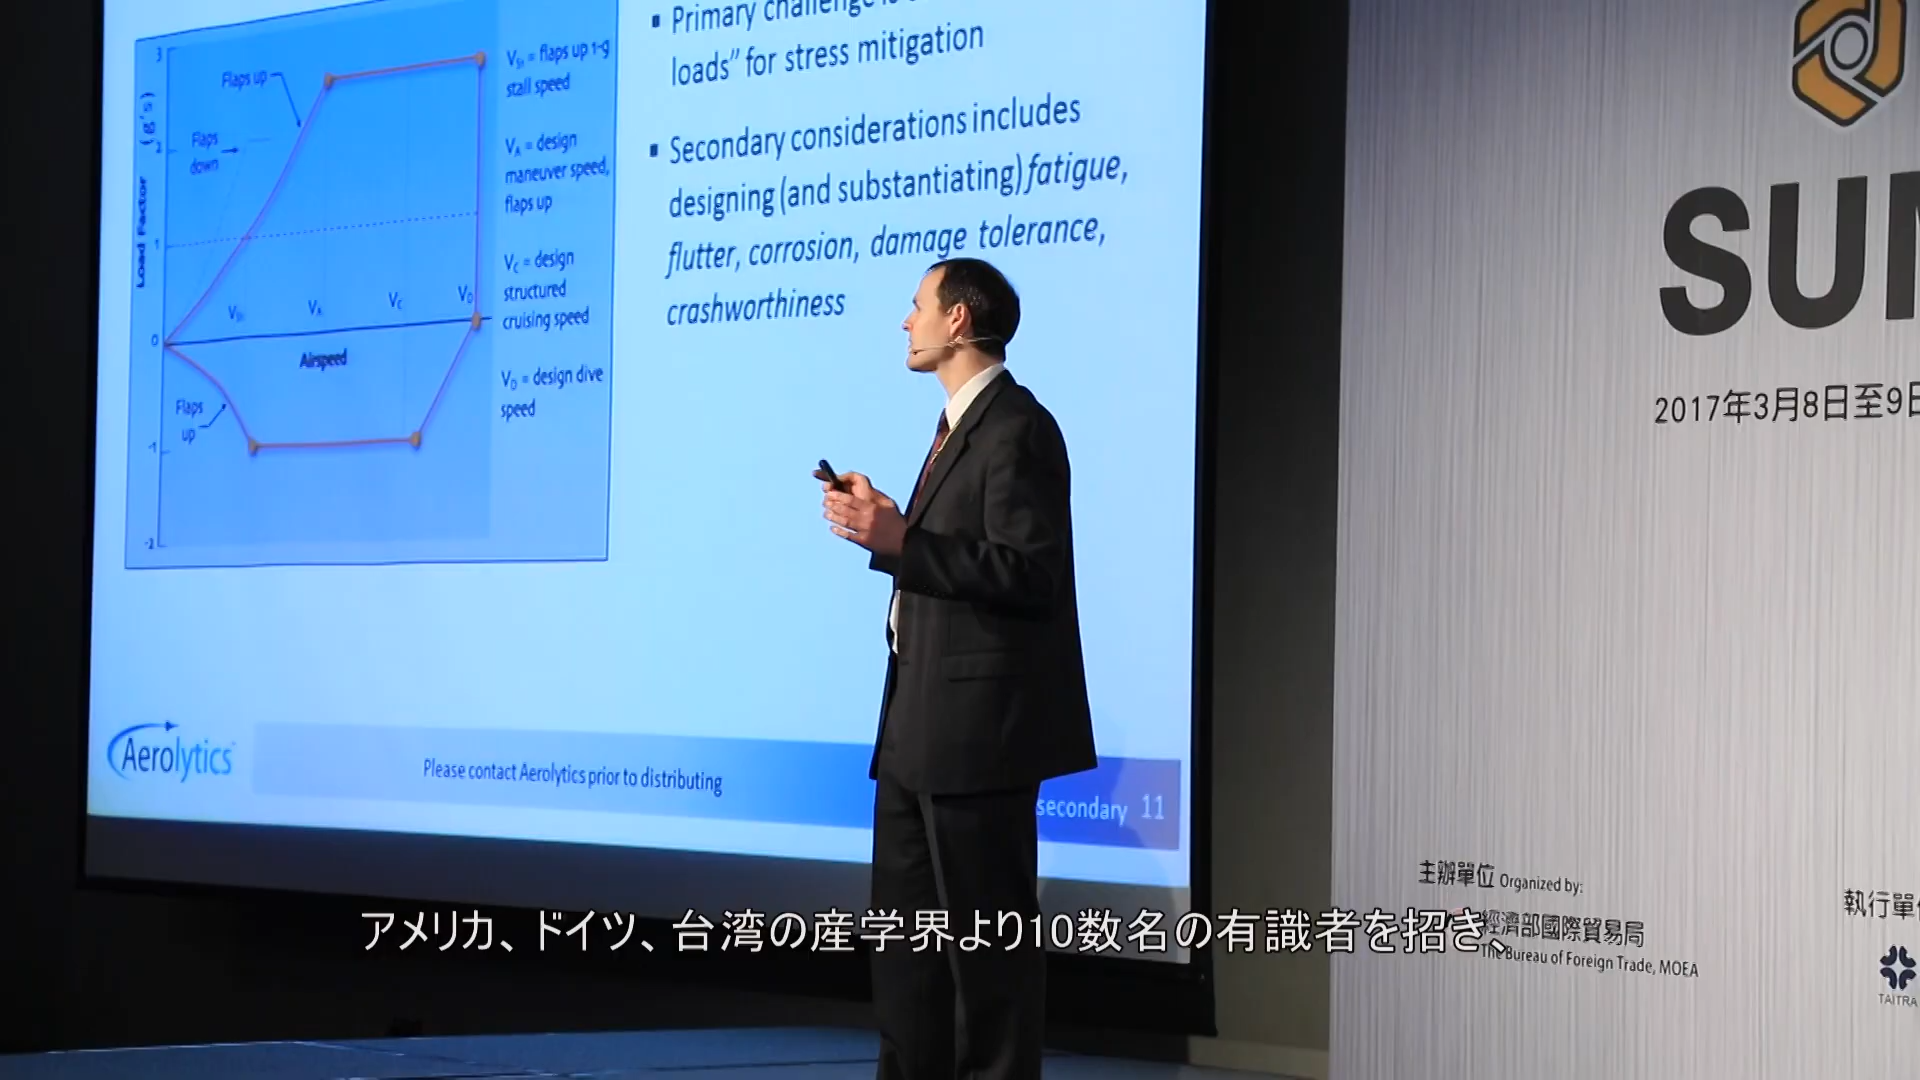 Primary challenge is
loads” for stress mitigation
Secondary considerations includes
designing (and substantiating) fatigue,
flutter, corrosion, damage tolerance,
crashworthiness
3
2
1
0
-1
-2
Load Factor (g's)
Flaps up
Flaps
down
Flaps
up
VS1
VA
VC
VD
Airspeed
VS1 = flaps up 1-g
stall speed
VA = design
maneuver speed,
flaps up
VC = design
structured
cruising speed
VD = design dive
speed
Aerolytics
Please contact Aerolytics prior to distributing
secondary 11
SUM
2017年3月8日至9日
主辦單位 Organized by:
經濟部國際貿易局
The Bureau of Foreign Trade, MOEA
執行單位
TAITRA
アメリカ、ドイツ、台湾の産学界より10数名の有識者を招き、